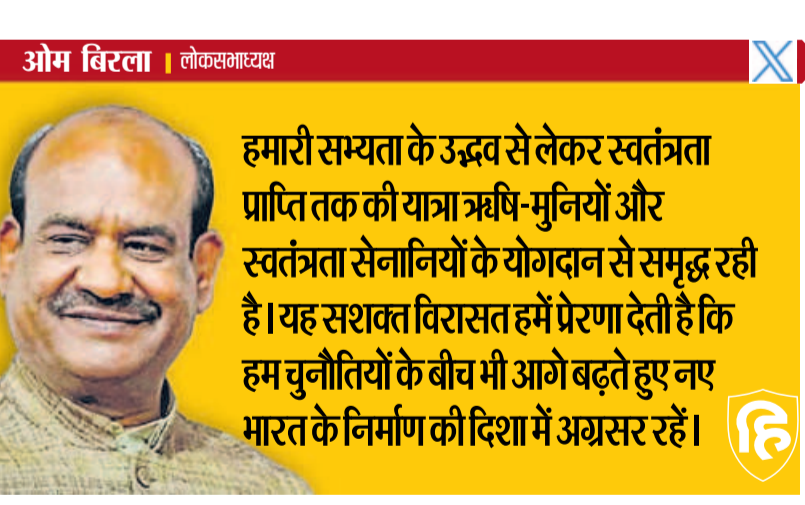 ओम बिरला | लोकसभाध्यक्ष
X
हमारी सभ्यता के उद्भव से लेकर स्वतंत्रता
प्राप्ति तक की यात्रा ऋषि-मुनियों और
स्वतंत्रता सेनानियों के योगदान से समृद्ध रही
है। यह सशक्त विरासत हमें प्रेरणा देती है कि
हम चुनौतियों के बीच भी आगे बढ़ते हुए नए
भारत के निर्माण की दिशा में अग्रसर रहें।
हि